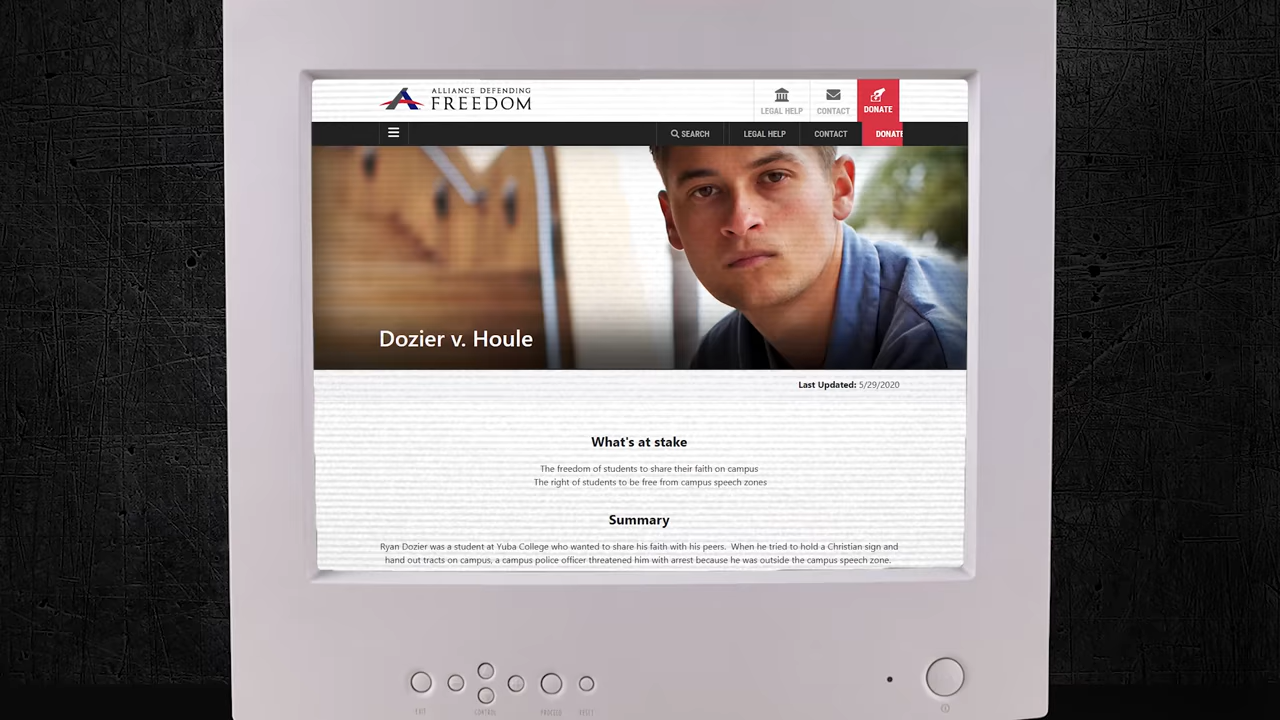 ALLIANCE DEFENDING
FREEDOM
LEGAL HELP
CONTACT
DONATE
SEARCH
LEGAL HELP
CONTACT
DONATE
Dozier v. Houle
Last Updated: 5/29/2020
What's at stake
The freedom of students to share their faith on campus
The right of students to be free from campus speech zones
Summary
Ryan Dozier was a student at Yuba College who wanted to share his faith with his peers. When he tried to hold a Christian sign and
hand out tracts on campus, a campus police officer threatened him with arrest because he was outside the campus speech zone.
EXIT
CONTROL